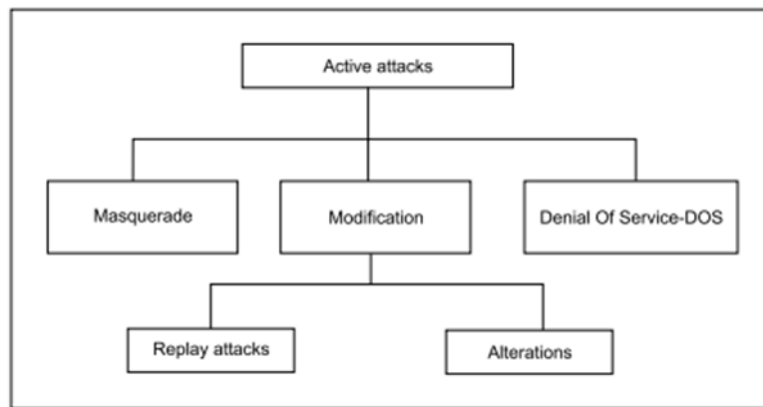 Active attacks
Masquerade
Modification
Denial Of Service-DOS
Replay attacks
Alterations